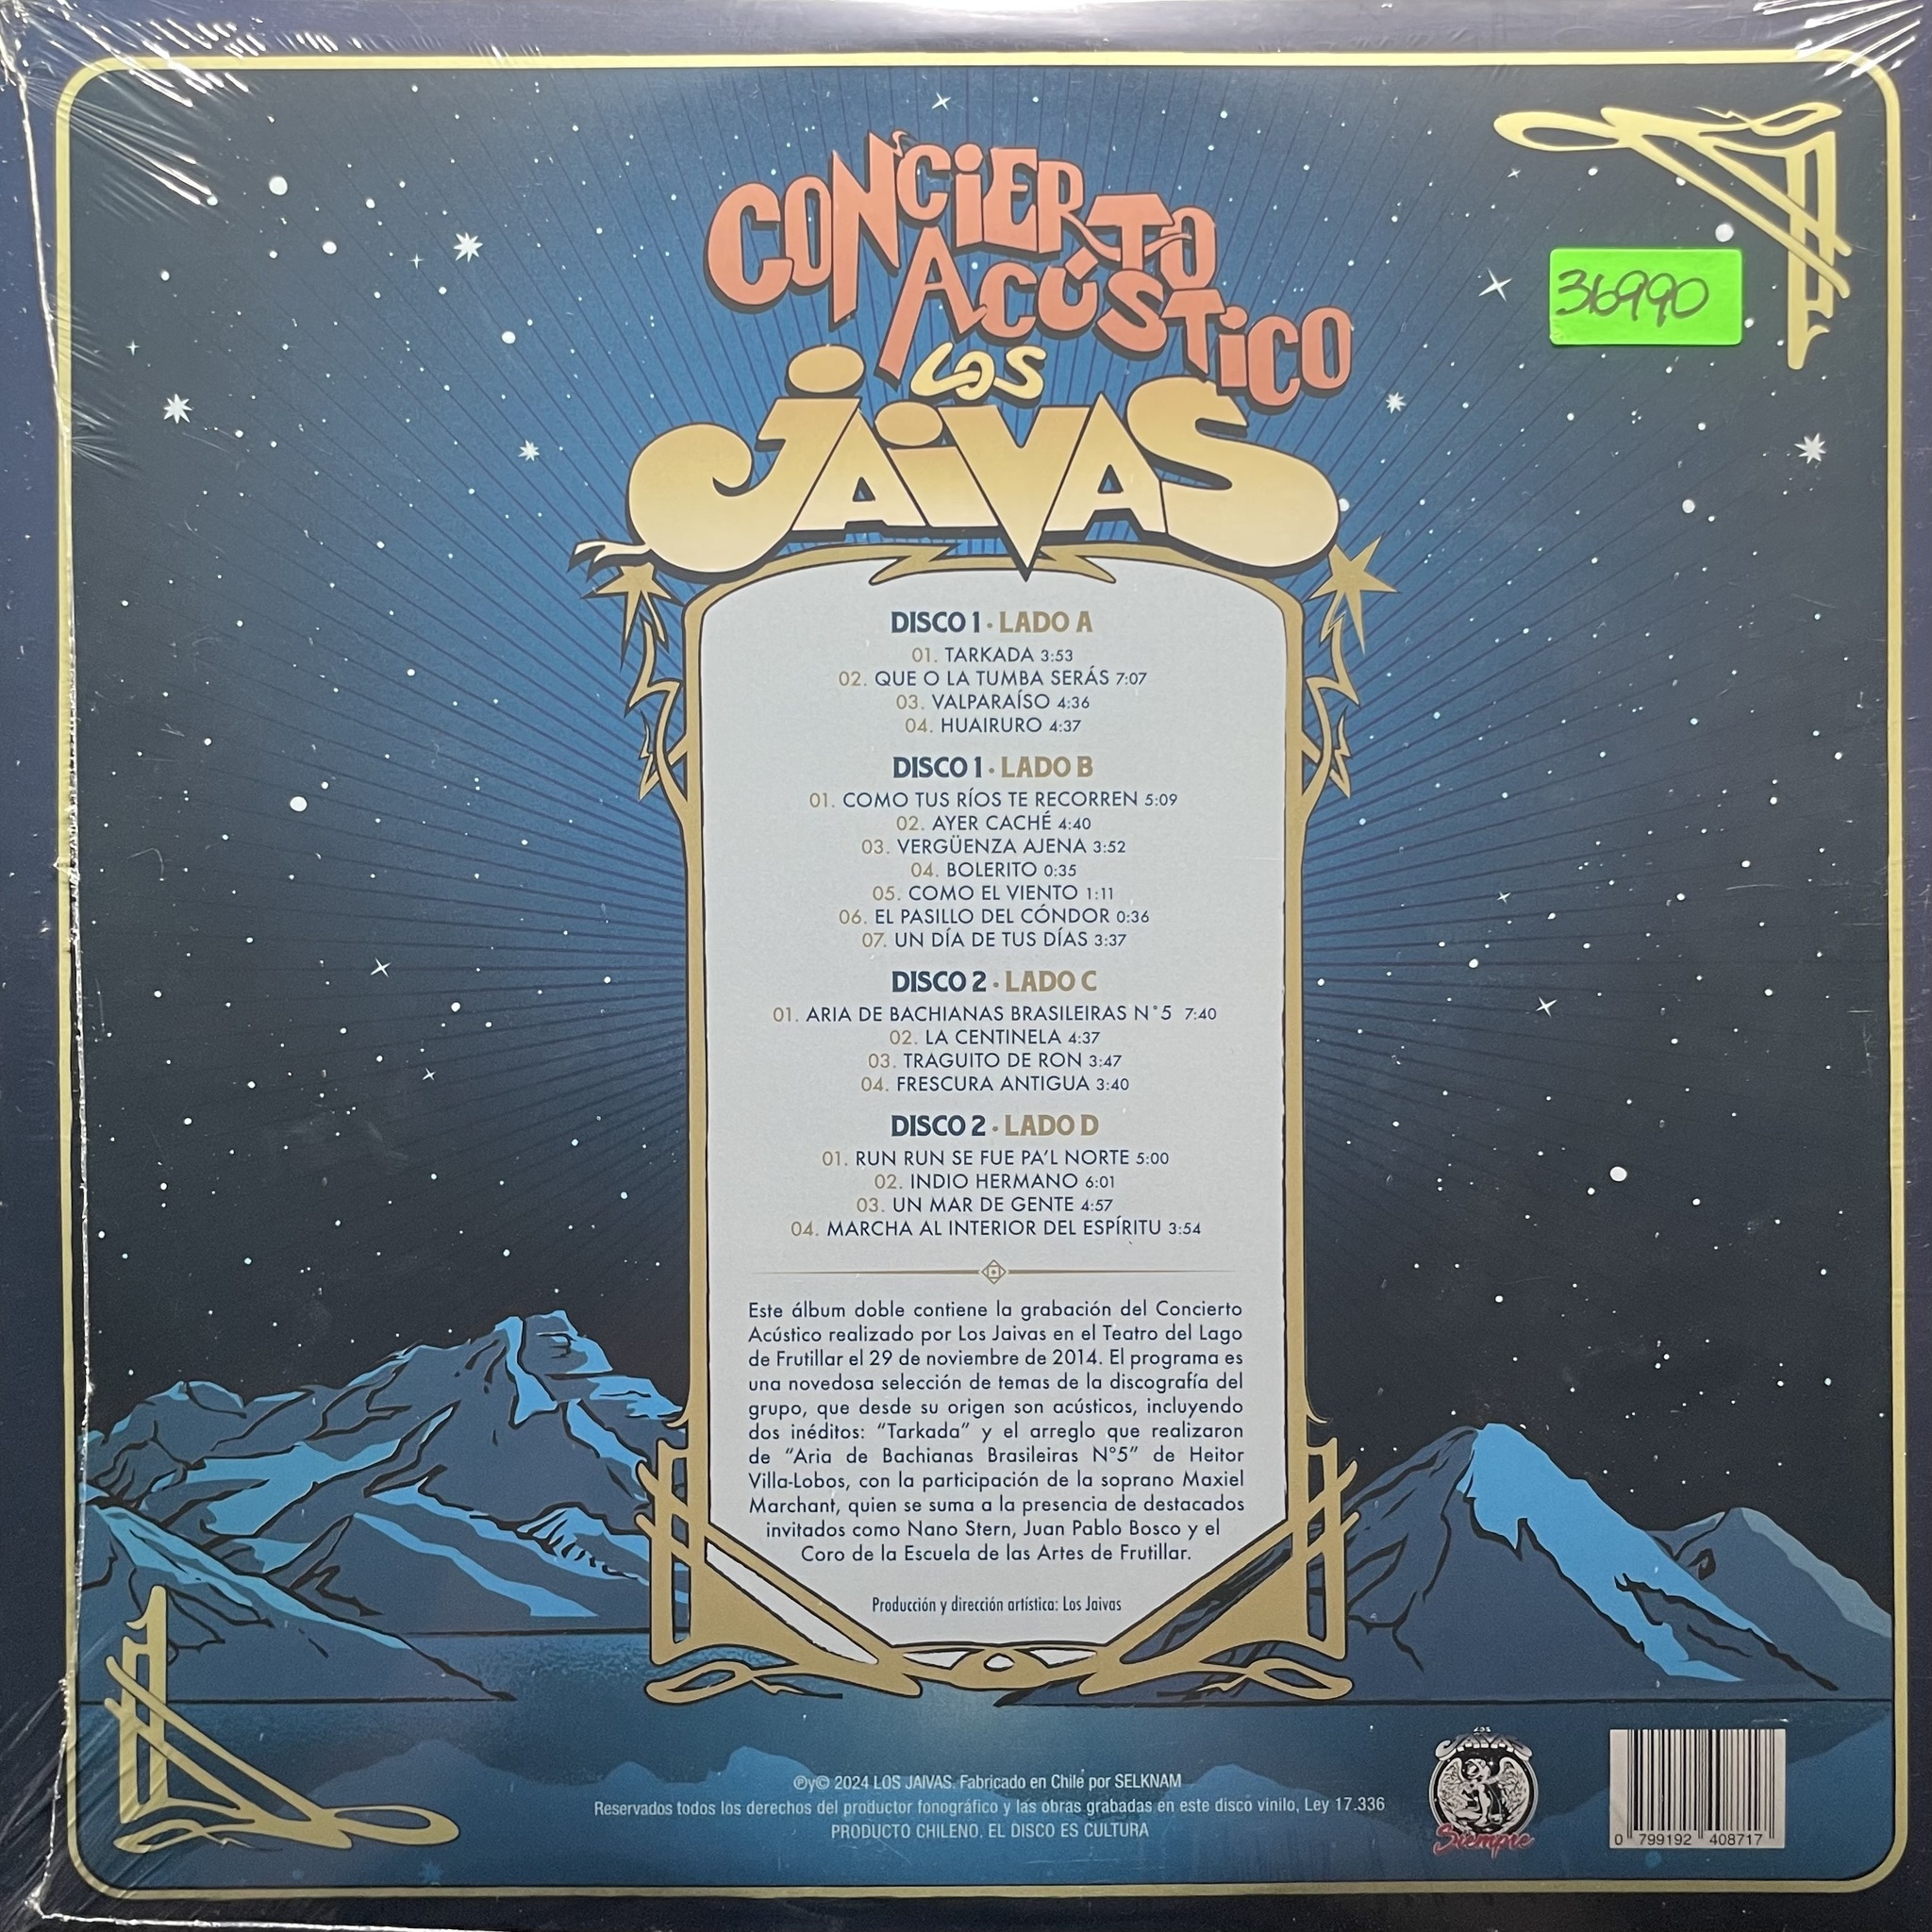 CONCIERTO
ACÚSTICO
LOS
JAIVAS
36990
DISCO 1 · LADO A
01. TARKADA 3:53
02. QUE O LA TUMBA SERÁS 7:07
03. VALPARAÍSO 4:36
04. HUAIRURO 4:37
DISCO 1 · LADO B
01. COMO TUS RÍOS TE RECORREN 5:09
02. AYER CACHÉ 4:40
03. VERGÜENZA AJENA 3:52
04. BOLERITO 0:35
05. COMO EL VIENTO 1:11
06. EL PASILLO DEL CÓNDOR 0:36
07. UN DÍA DE TUS DÍAS 3:37
DISCO 2 · LADO C
01. ARIA DE BACHIANAS BRASILEIRAS N°5 7:40
02. LA CENTINELA 4:37
03. TRAGUITO DE RON 3:47
04. FRESCURA ANTIGUA 3:40
DISCO 2 · LADO D
01. RUN RUN SE FUE PA'L NORTE 5:00
02. INDIO HERMANO 6:01
03. UN MAR DE GENTE 4:57
04. MARCHA AL INTERIOR DEL ESPÍRITU 3:54
Este álbum doble contiene la grabación del Concierto
Acústico realizado por Los Jaivas en el Teatro del Lago
de Frutillar el 29 de noviembre de 2014. El programa es
una novedosa selección de temas de la discografía del
grupo, que desde su origen son acústicos, incluyendo
dos inéditos: "Tarkada" y el arreglo que realizaron
de "Aria de Bachianas Brasileiras N°5" de Heitor
Villa-Lobos, con la participación de la soprano Maxiel
Marchant, quien se suma a la presencia de destacados
invitados como Nano Stern, Juan Pablo Bosco y el
Coro de la Escuela de las Artes de Frutillar.
Producción y dirección artística: Los Jaivas
℗y© 2024 LOS JAIVAS. Fabricado en Chile por SELKNAM
Reservados todos los derechos del productor fonográfico y las obras grabadas en este disco vinilo, Ley 17.336
PRODUCTO CHILENO. EL DISCO ES CULTURA
LOS
JAIVAS
Siempre
0 799192 408717